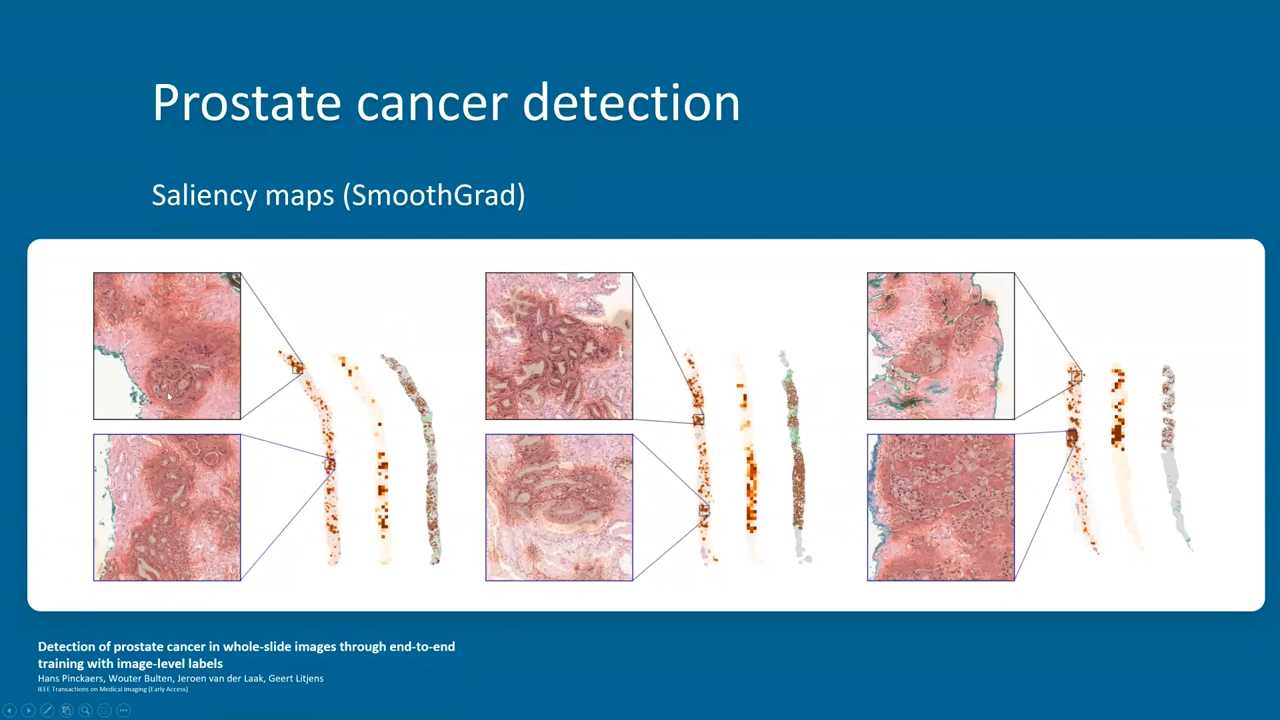 Prostate cancer detection
Saliency maps (SmoothGrad)
Detection of prostate cancer in whole-slide images through end-to-end
training with image-level labels
Hans Pinckaers, Wouter Bulten, Jeroen van der Laak, Geert Litjens
IEEE Transactions on Medical Imaging (Early Access)